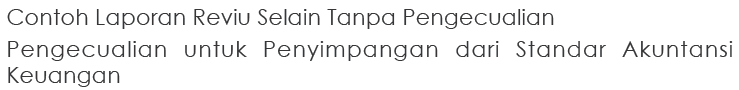 Contoh Laporan Reviu Selain Tanpa Pengecualian
Pengecualian untuk Penyimpangan dari Standar Akuntansi
Keuangan